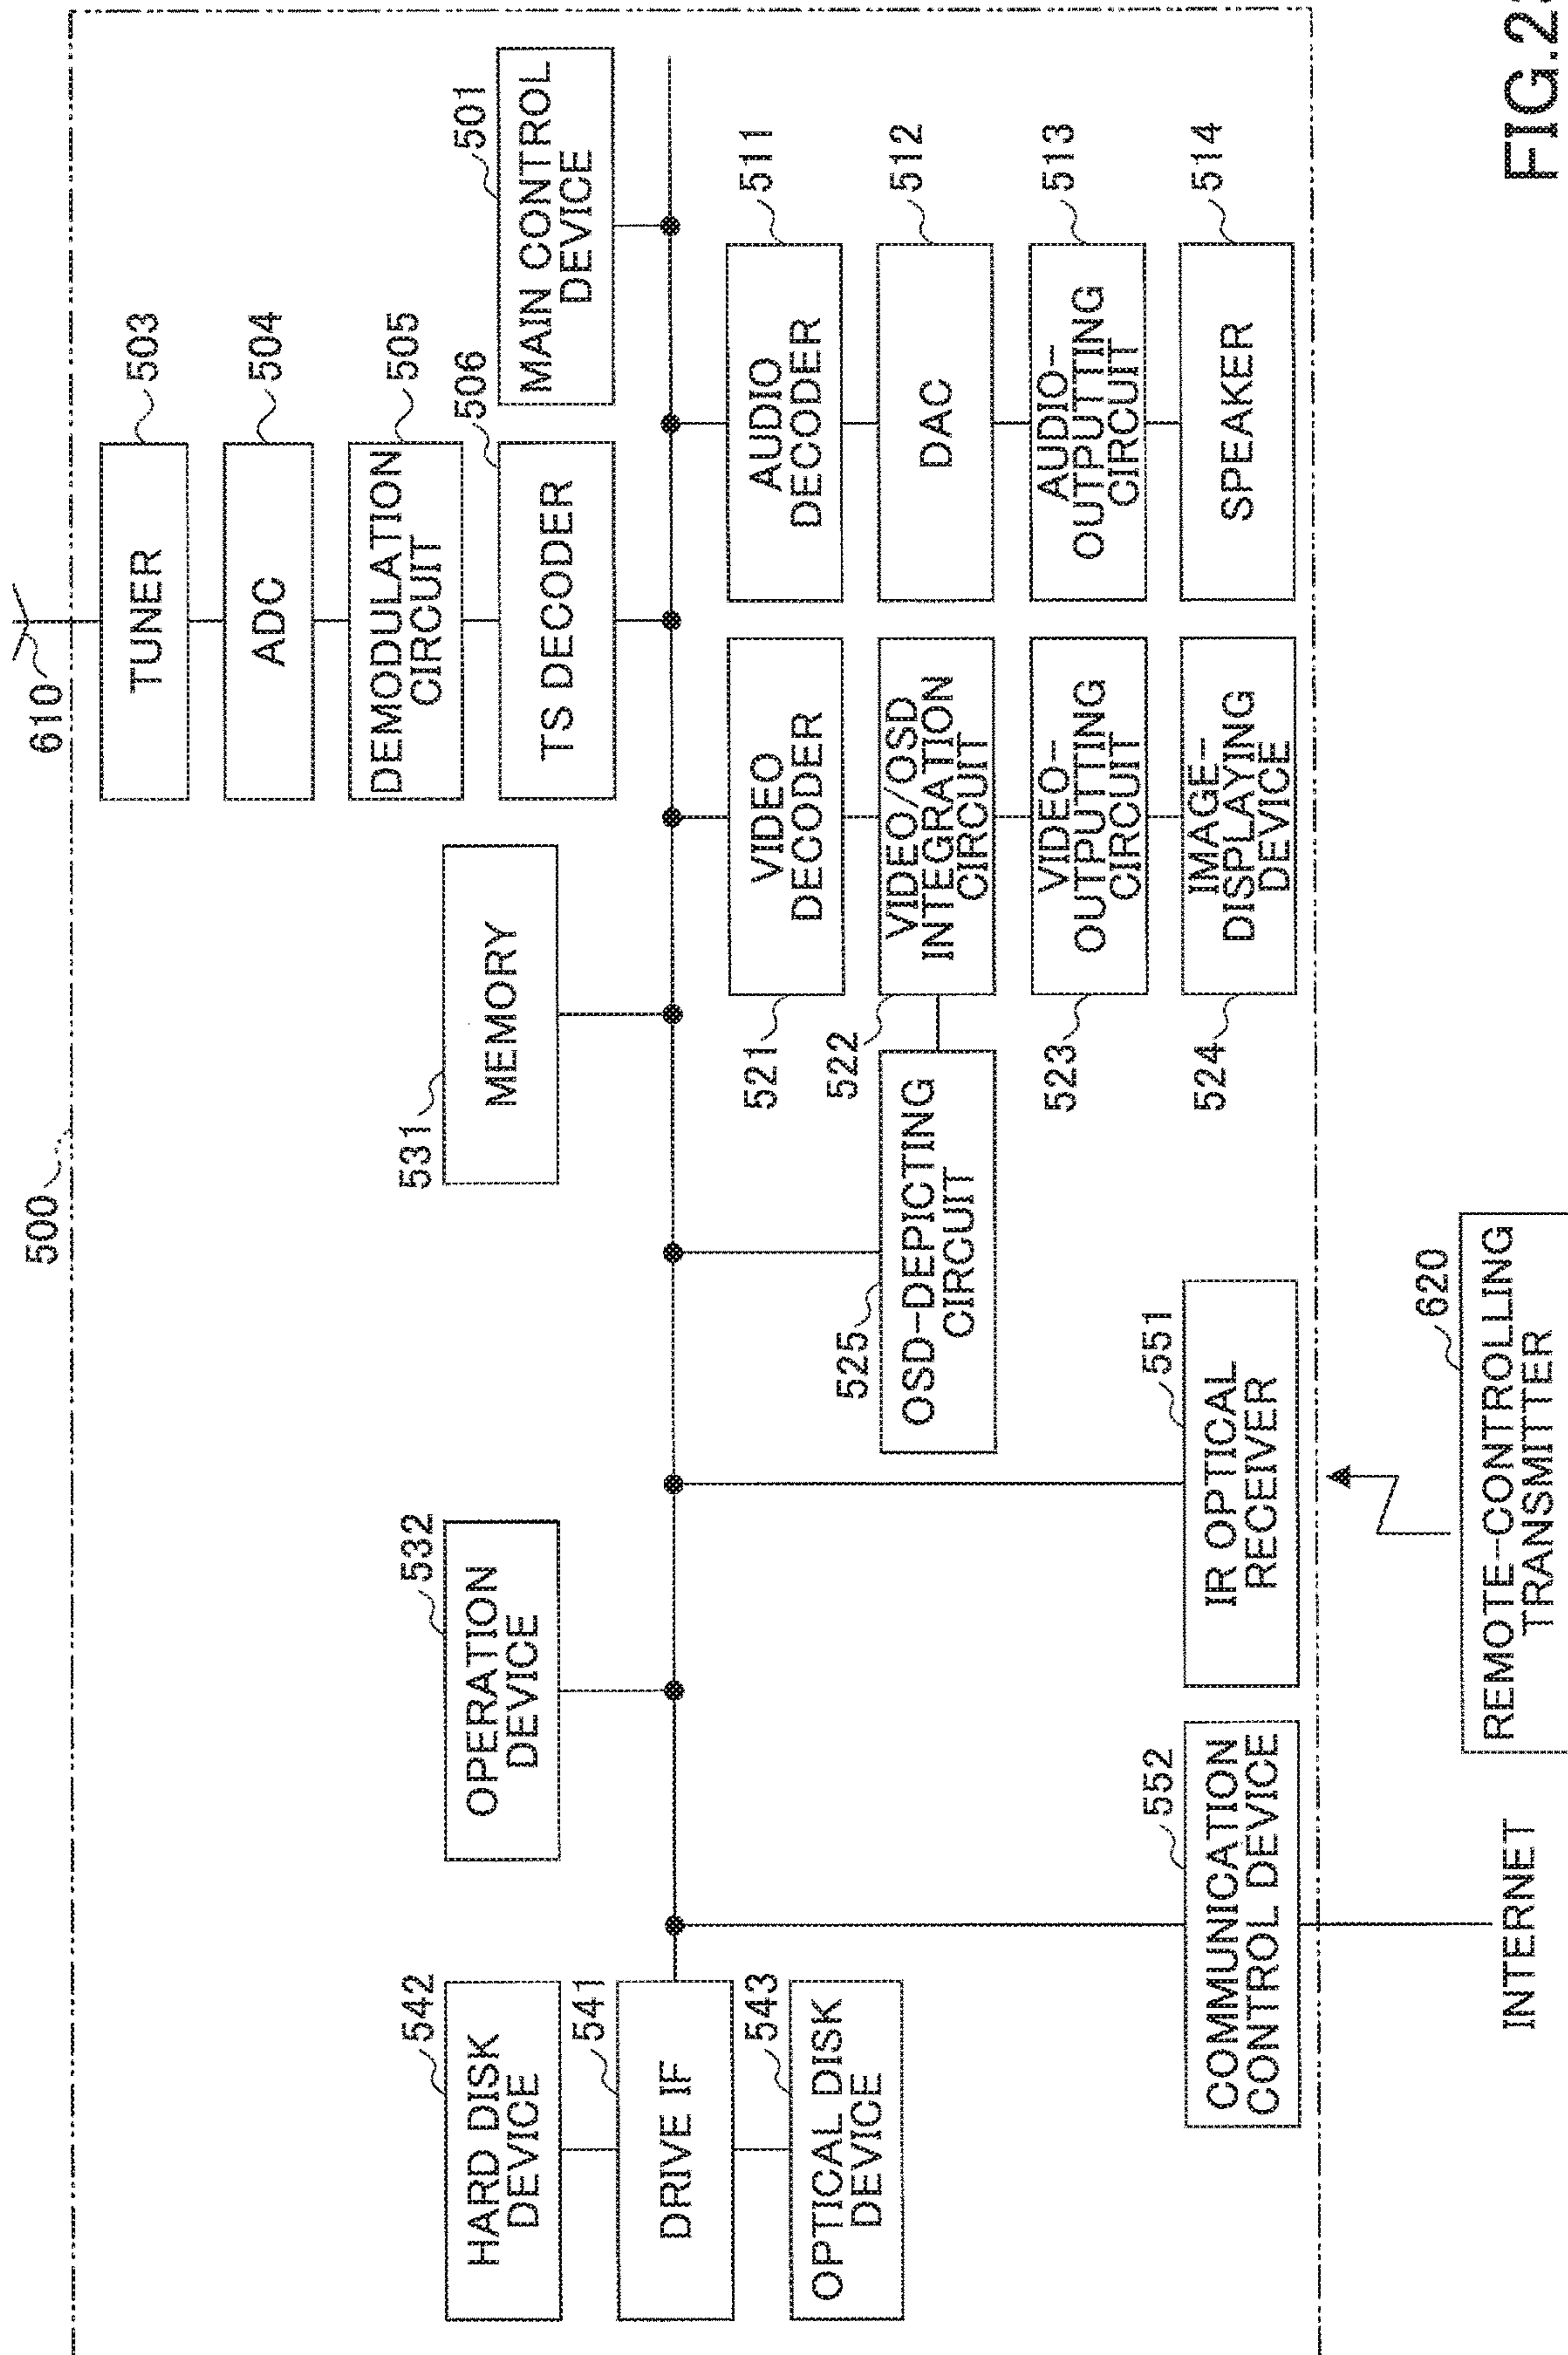 500
610
TUNER
503
ADC
504
DEMODULATION
CIRCUIT
505
TS DECODER
506
MAIN CONTROL
DEVICE
501
HARD DISK
DEVICE
542
DRIVE IF
541
OPTICAL DISK
DEVICE
543
OPERATION
DEVICE
532
MEMORY
531
OSD-DEPICTING
CIRCUIT
525
VIDEO
DECODER
521
VIDEO/OSD
INTEGRATION
CIRCUIT
522
VIDEO-
OUTPUTTING
CIRCUIT
523
IMAGE-
DISPLAYING
DEVICE
524
AUDIO
DECODER
511
DAC
512
AUDIO-
OUTPUTTING
CIRCUIT
513
SPEAKER
514
COMMUNICATION
CONTROL DEVICE
552
IR OPTICAL
RECEIVER
551
INTERNET
REMOTE-CONTROLLING
TRANSMITTER
620